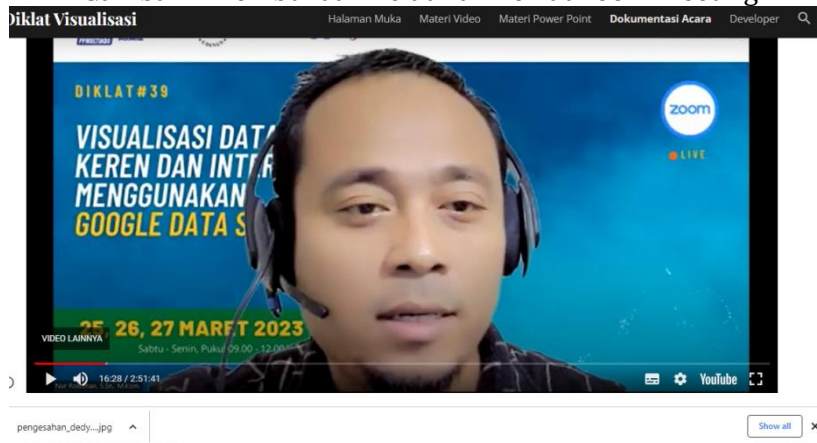 Diklat Visualisasi
Halaman Muka Materi Video Materi Power Point Dokumentasi Acara Developer
DIKLAT#39
zoom
LIVE
VISUALISASI DATA
KEREN DAN INTER
MENGGUNAKAN
GOOGLE DATA S
25, 26, 27 MARET 2023
VIDEO LAINNYA
Sabtu - Senin, Pukul 09.00 - 12.00
16:28 / 2:51:41
YouTube
pengesahan_dedy....jpg
Show all